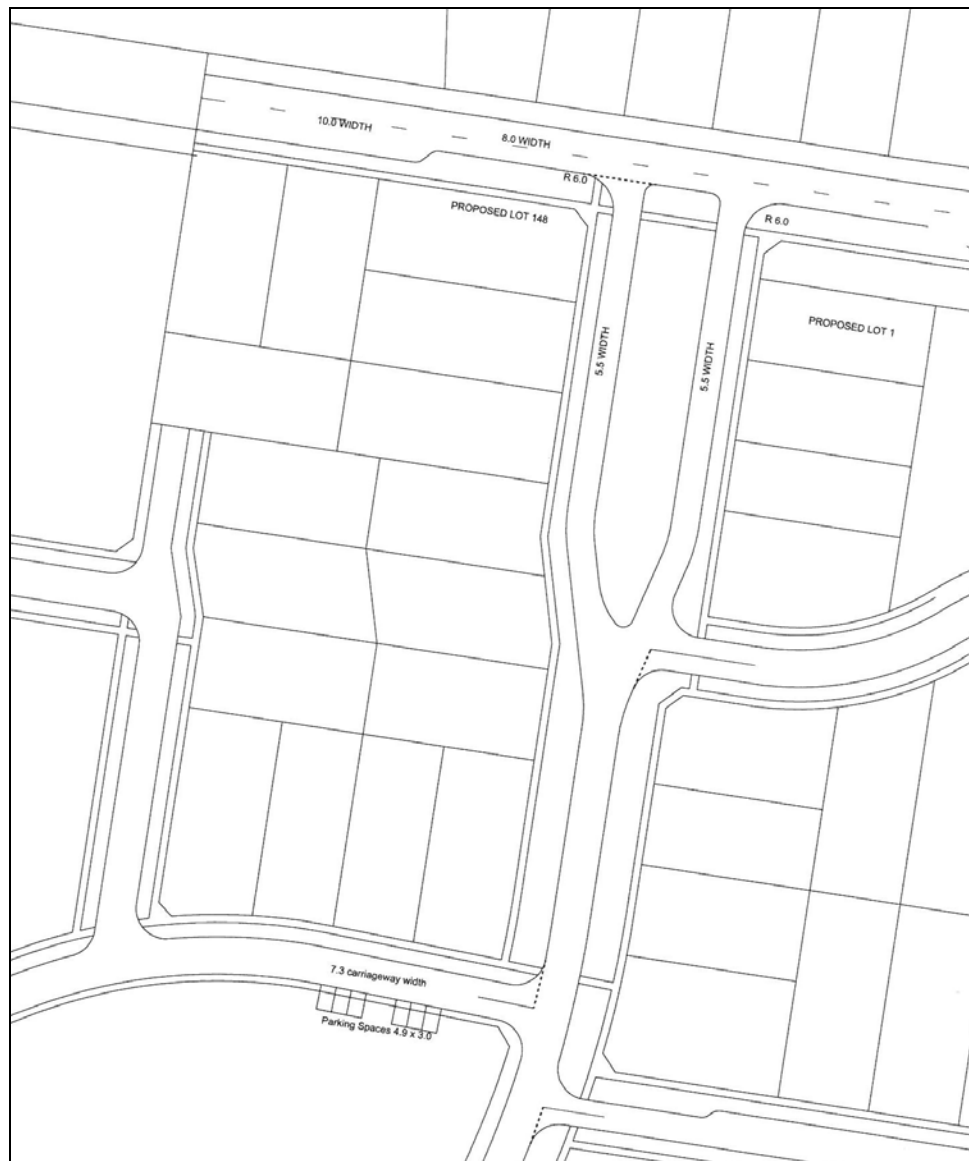 10.0 WIDTH
8.0 WIDTH
R 6.0
PROPOSED LOT 148
R 6.0
PROPOSED LOT 1
5.5 WIDTH
5.5 WIDTH
7.3 carriageway width
Parking Spaces 4.9 x 3.0